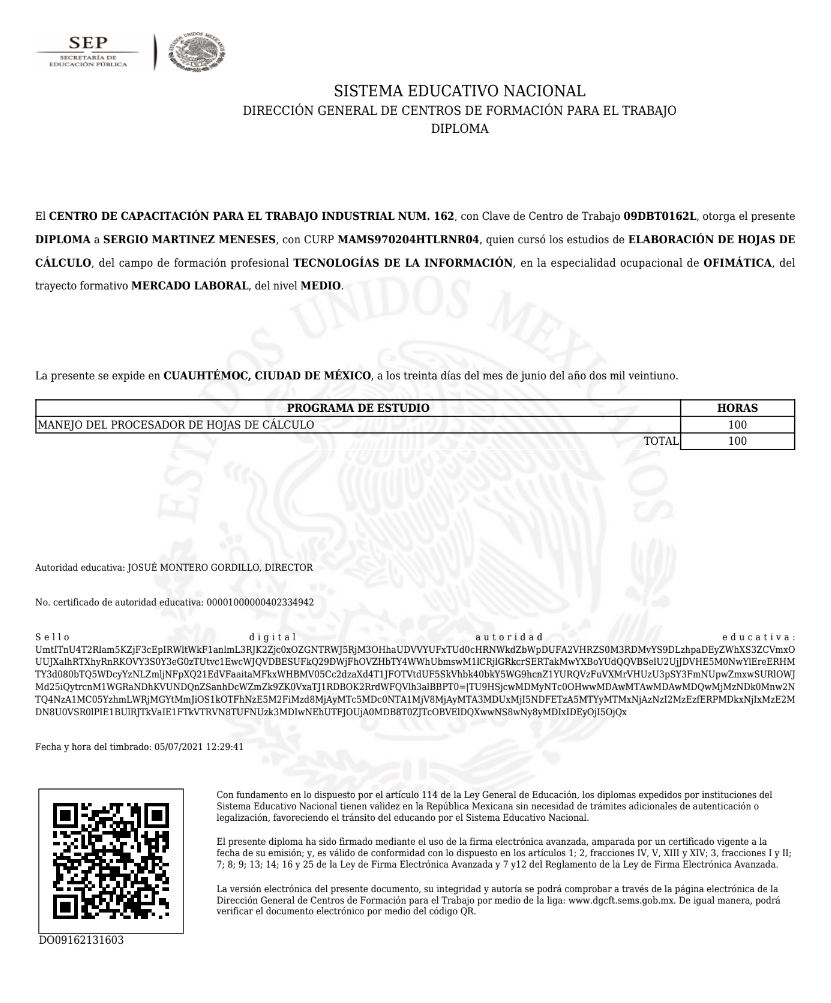 SEP
SECRETARÍA DE
EDUCACIÓN PÚBLICA
ESTADOS UNIDOS MEXICANOS
SISTEMA EDUCATIVO NACIONAL
DIRECCIÓN GENERAL DE CENTROS DE FORMACIÓN PARA EL TRABAJO
DIPLOMA
El CENTRO DE CAPACITACIÓN PARA EL TRABAJO INDUSTRIAL NUM. 162, con Clave de Centro de Trabajo 09DBT0162L, otorga el presente
DIPLOMA a SERGIO MARTINEZ MENESES, con CURP MAMS970204HTLRNR04, quien cursó los estudios de ELABORACIÓN DE HOJAS DE
CÁLCULO, del campo de formación profesional TECNOLOGÍAS DE LA INFORMACIÓN, en la especialidad ocupacional de OFIMÁTICA, del
trayecto formativo MERCADO LABORAL, del nivel MEDIO.
ESTADOS UNIDOS MEXICANOS
La presente se expide en CUAUHTÉMOC, CIUDAD DE MÉXICO, a los treinta días del mes de junio del año dos mil veintiuno.
PROGRAMA DE ESTUDIO HORAS
MANEJO DEL PROCESADOR DE HOJAS DE CÁLCULO 100
TOTAL 100
Autoridad educativa: JOSUÉ MONTERO GORDILLO, DIRECTOR
No. certificado de autoridad educativa: 00001000000402334942
Sello digital autoridad educativa:
Fecha y hora del timbrado: 05/07/2021 12:29:41
Con fundamento en lo dispuesto por el artículo 114 de la Ley General de Educación, los diplomas expedidos por instituciones del
Sistema Educativo Nacional tienen validez en la República Mexicana sin necesidad de trámites adicionales de autenticación o
legalización, favoreciendo el tránsito del educando por el Sistema Educativo Nacional.
El presente diploma ha sido firmado mediante el uso de la firma electrónica avanzada, amparada por un certificado vigente a la
fecha de su emisión; y, es válido de conformidad con lo dispuesto en los artículos 1; 2, fracciones IV, V, XIII y XIV; 3, fracciones I y II;
7; 8; 9; 13; 14; 16 y 25 de la Ley de Firma Electrónica Avanzada y 7 y12 del Reglamento de la Ley de Firma Electrónica Avanzada.
La versión electrónica del presente documento, su integridad y autoría se podrá comprobar a través de la página electrónica de la
Dirección General de Centros de Formación para el Trabajo por medio de la liga: www.dgcft.sems.gob.mx. De igual manera, podrá
verificar el documento electrónico por medio del código QR.
DO09162131603